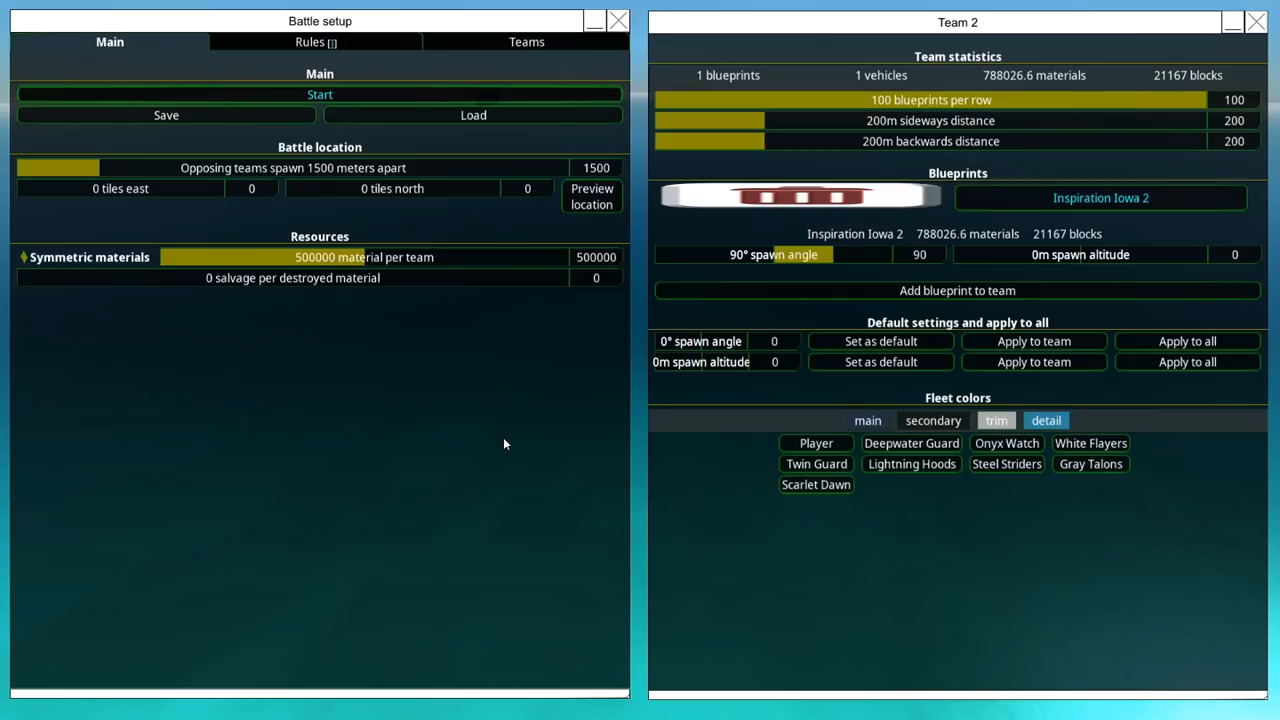 Battle setup
Main
Rules []
Teams
Main
Start
Save
Load
Battle location
Opposing teams spawn 1500 meters apart
1500
0 tiles east
0
0 tiles north
0
Preview
location
Resources
Symmetric materials
500000 material per team
500000
0 salvage per destroyed material
0
Team 2
Team statistics
1 blueprints
1 vehicles
788026.6 materials
21167 blocks
100 blueprints per row
100
200m sideways distance
200
200m backwards distance
200
Blueprints
Inspiration Iowa 2
Inspiration Iowa 2 788026.6 materials 21167 blocks
90° spawn angle
90
0m spawn altitude
0
Add blueprint to team
Default settings and apply to all
0° spawn angle
0
Set as default
Apply to team
Apply to all
0m spawn altitude
0
Set as default
Apply to team
Apply to all
Fleet colors
main
secondary
trim
detail
Player
Deepwater Guard
Onyx Watch
White Flayers
Twin Guard
Lightning Hoods
Steel Striders
Gray Talons
Scarlet Dawn